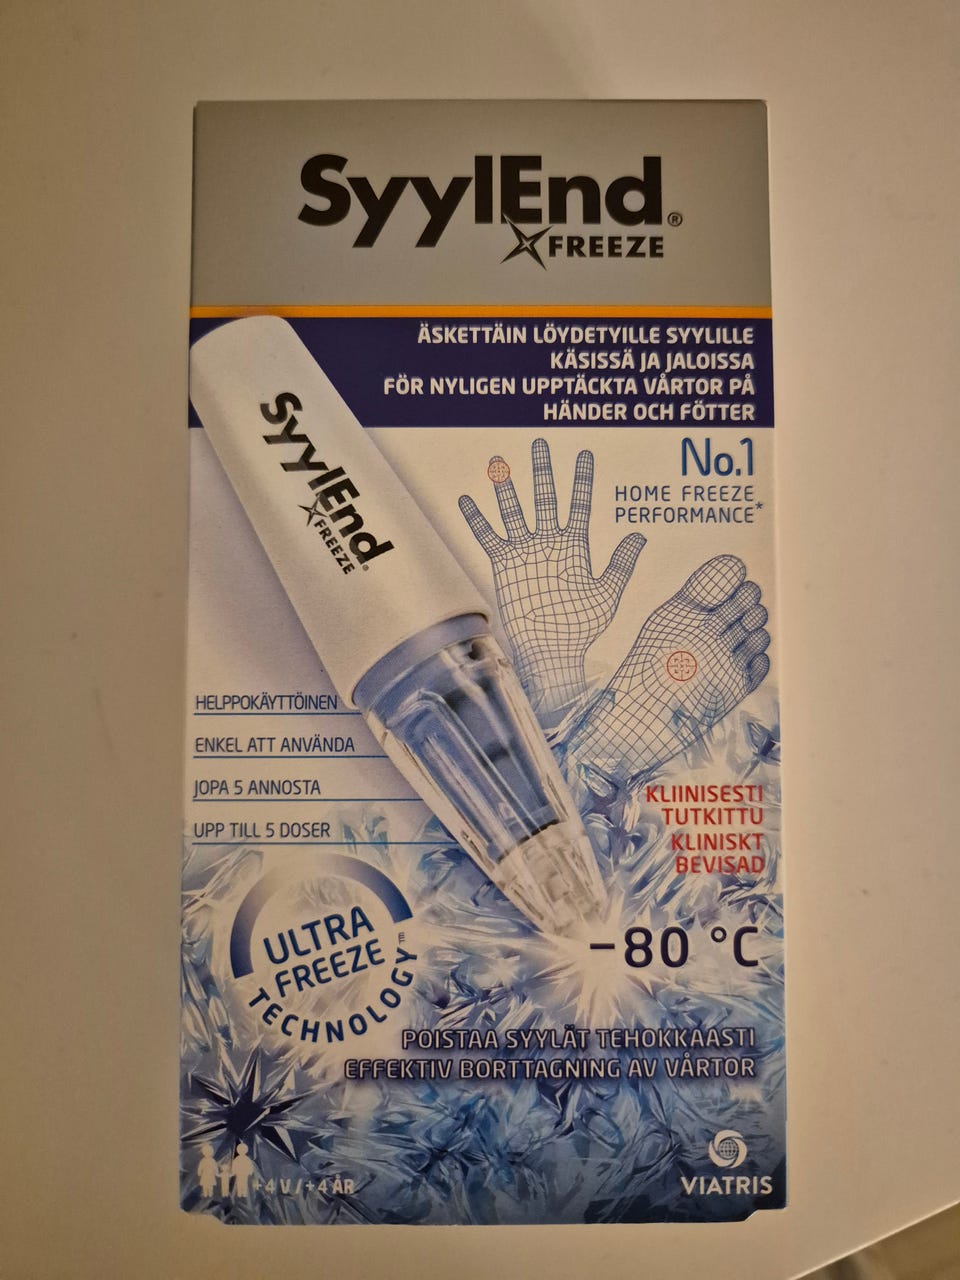 SyylEnd®
FREEZE
ÄSKETTÄIN LÖYDETYILLE SYYLILLE
KÄSISSÄ JA JALOISSA
FÖR NYLIGEN UPPTÄCKTA VÅRTOR PÅ
HÄNDER OCH FÖTTER
SyylEnd®
FREEZE
No.1
HOME FREEZE
PERFORMANCE*
HELPPOKÄYTTÖINEN
ENKEL ATT ANVÄNDA
JOPA 5 ANNOSTA
UPP TILL 5 DOSER
KLIINISESTI
TUTKITTU
KLINISKT
BEVISAD
ULTRA
FREEZE
TECHNOLOGY™
–80 °C
POISTAA SYYLÄT TEHOKKAASTI
EFFEKTIV BORTTAGNING AV VÅRTOR
+4 V / +4 ÅR
VIATRIS